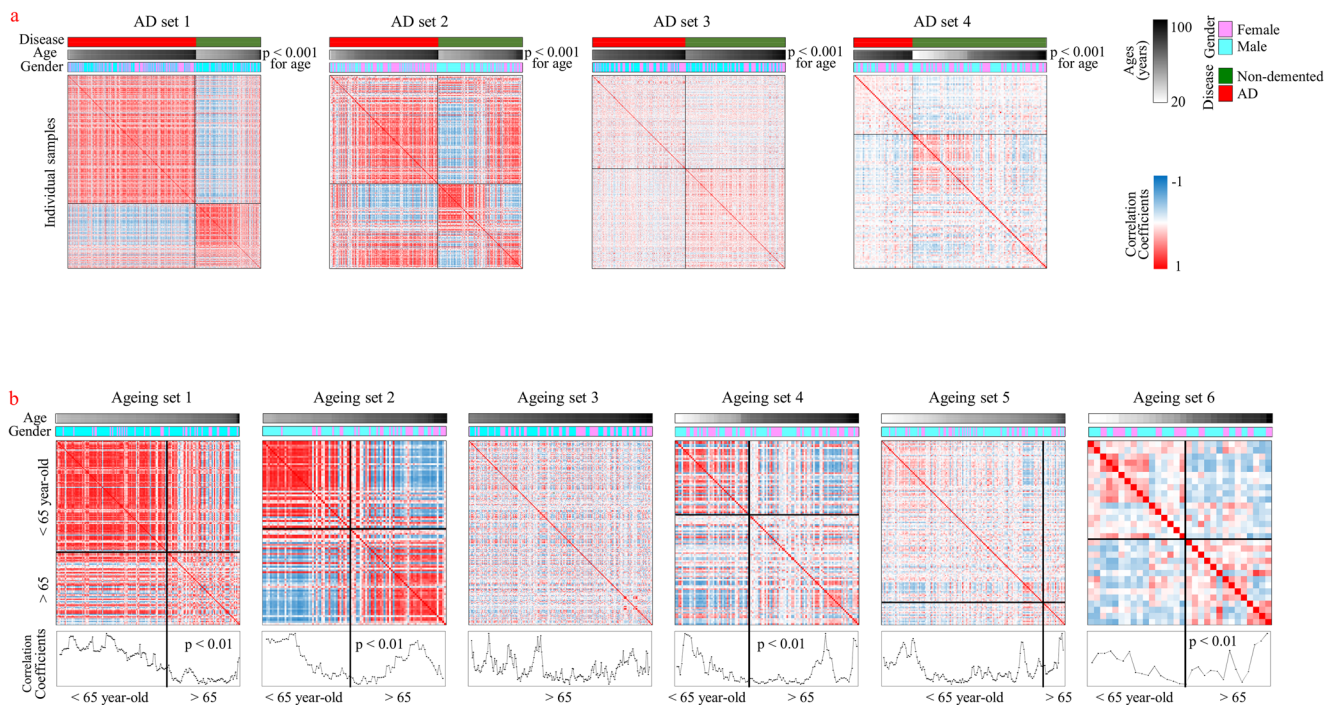 a
AD set 1
AD set 2
AD set 3
AD set 4
Disease
Age
Gender
p < 0.001
for age
p < 0.001
for age
p < 0.001
for age
p < 0.001
for age
Individual samples
Ages
(years)
100
20
Gender
Female
Male
Disease
Non-demented
AD
Correlation
Coefficients
-1
1
b
Ageing set 1
Ageing set 2
Ageing set 3
Ageing set 4
Ageing set 5
Ageing set 6
Age
Gender
< 65 year-old
> 65
Correlation
Coefficients
p < 0.01
p < 0.01
p < 0.01
p < 0.01
< 65 year-old
> 65
< 65 year-old
> 65
> 65
< 65 year-old
> 65
< 65 year-old
> 65
< 65 year-old
> 65